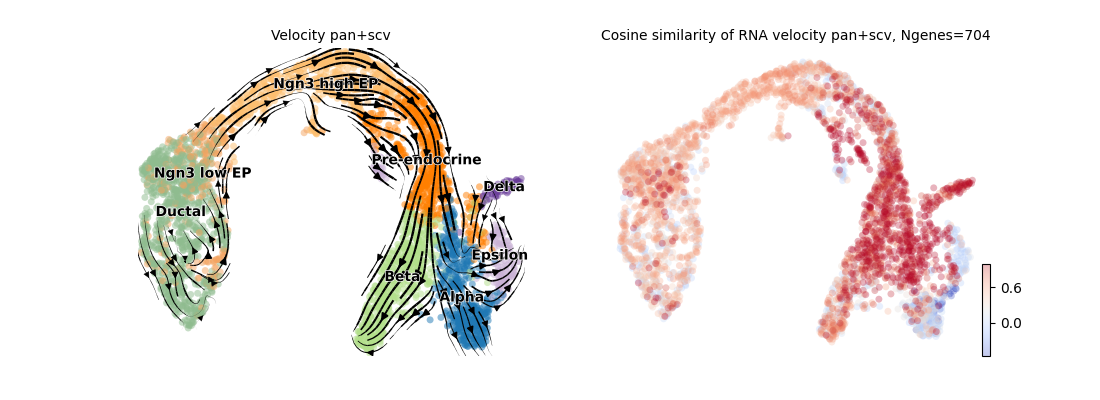 Velocity pan+scv
Cosine similarity of RNA velocity pan+scv, Ngenes=704
Ngn3 high EP
Pre-endocrine
Ngn3 low EP
Delta
Ductal
Epsilon
Beta
Alpha
0.6
0.0